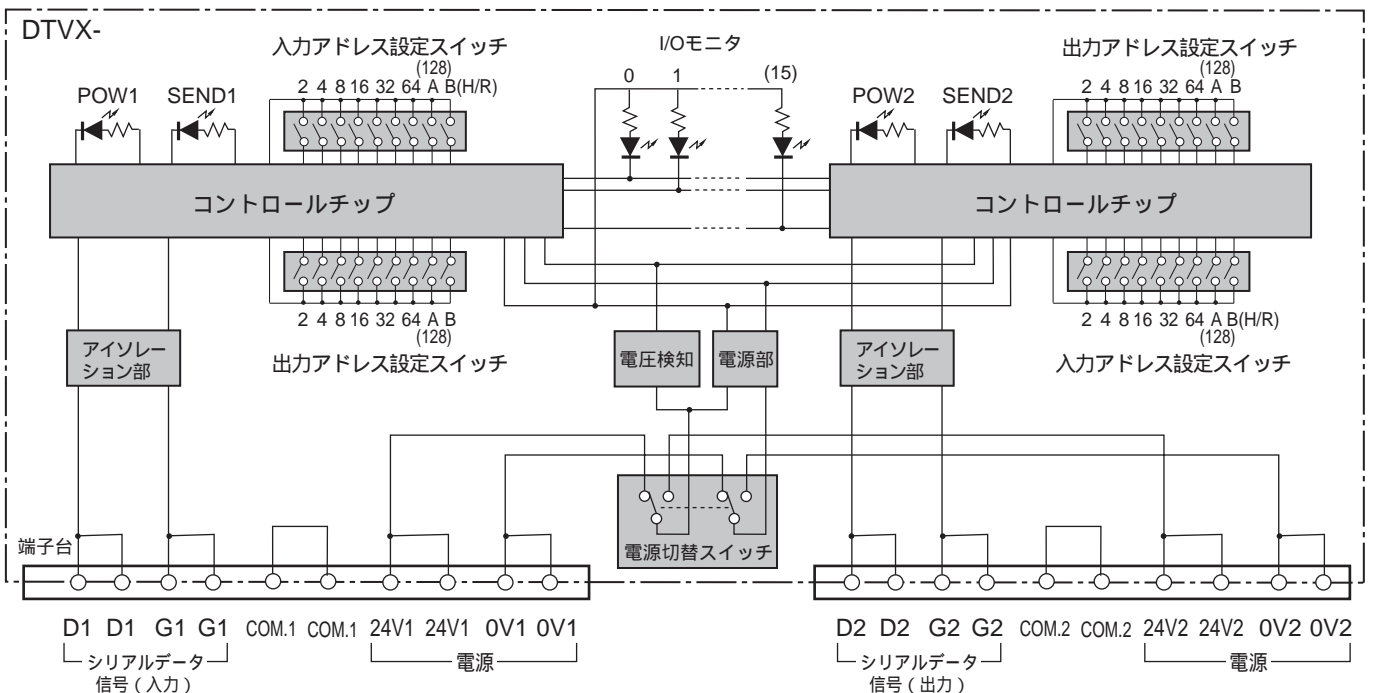 DTVX-
入力アドレス設定スイッチ
(128)
2 4 8 16 32 64 A B(H/R)
POW1 SEND1
I/Oモニタ
0 1 (15)
出力アドレス設定スイッチ
(128)
2 4 8 16 32 64 A B
POW2 SEND2
コントロールチップ
コントロールチップ
2 4 8 16 32 64 A B
(128)
出力アドレス設定スイッチ
2 4 8 16 32 64 A B(H/R)
(128)
入力アドレス設定スイッチ
アイソレー
ション部
電圧検知
電源部
アイソレー
ション部
電源切替スイッチ
端子台
D1 D1 G1 G1 COM.1 COM.1 24V1 24V1 0V1 0V1
シリアルデータ
信号(入力)
電源
D2 D2 G2 G2 COM.2 COM.2 24V2 24V2 0V2 0V2
シリアルデータ
信号(出力)
電源